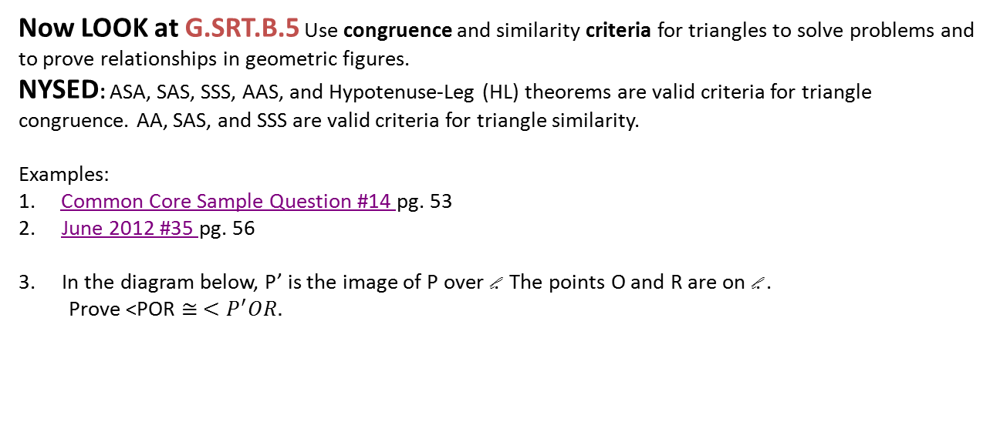 Now LOOK at G.SRT.B.5 Use congruence and similarity criteria for triangles to solve problems and
to prove relationships in geometric figures.
NYSED: ASA, SAS, SSS, AAS, and Hypotenuse-Leg (HL) theorems are valid criteria for triangle
congruence. AA, SAS, and SSS are valid criteria for triangle similarity.
Examples:
1. Common Core Sample Question #14 pg. 53
2. June 2012 #35 pg. 56
3. In the diagram below, P’ is the image of P over ℓ. The points O and R are on ℓ.
Prove <POR ≅ < P′OR.